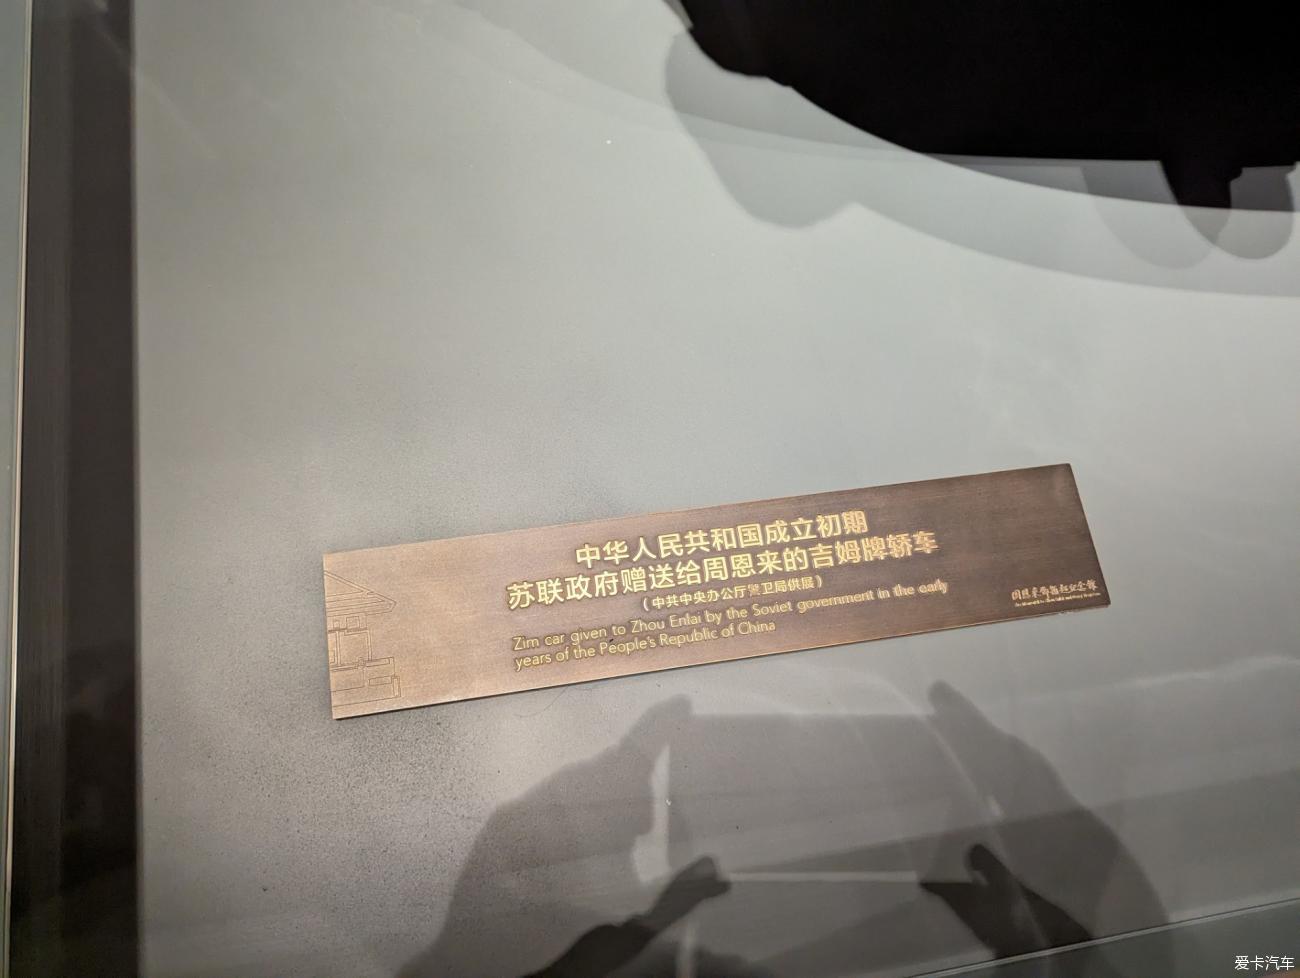 中华人民共和国成立初期
苏联政府赠送给周恩来的吉姆牌轿车
（中共中央办公厅警卫局供展）
Zim car given to Zhou Enlai by the Soviet government in the early
years of the People's Republic of China
周恩来邓颖超纪念馆
爱卡汽车